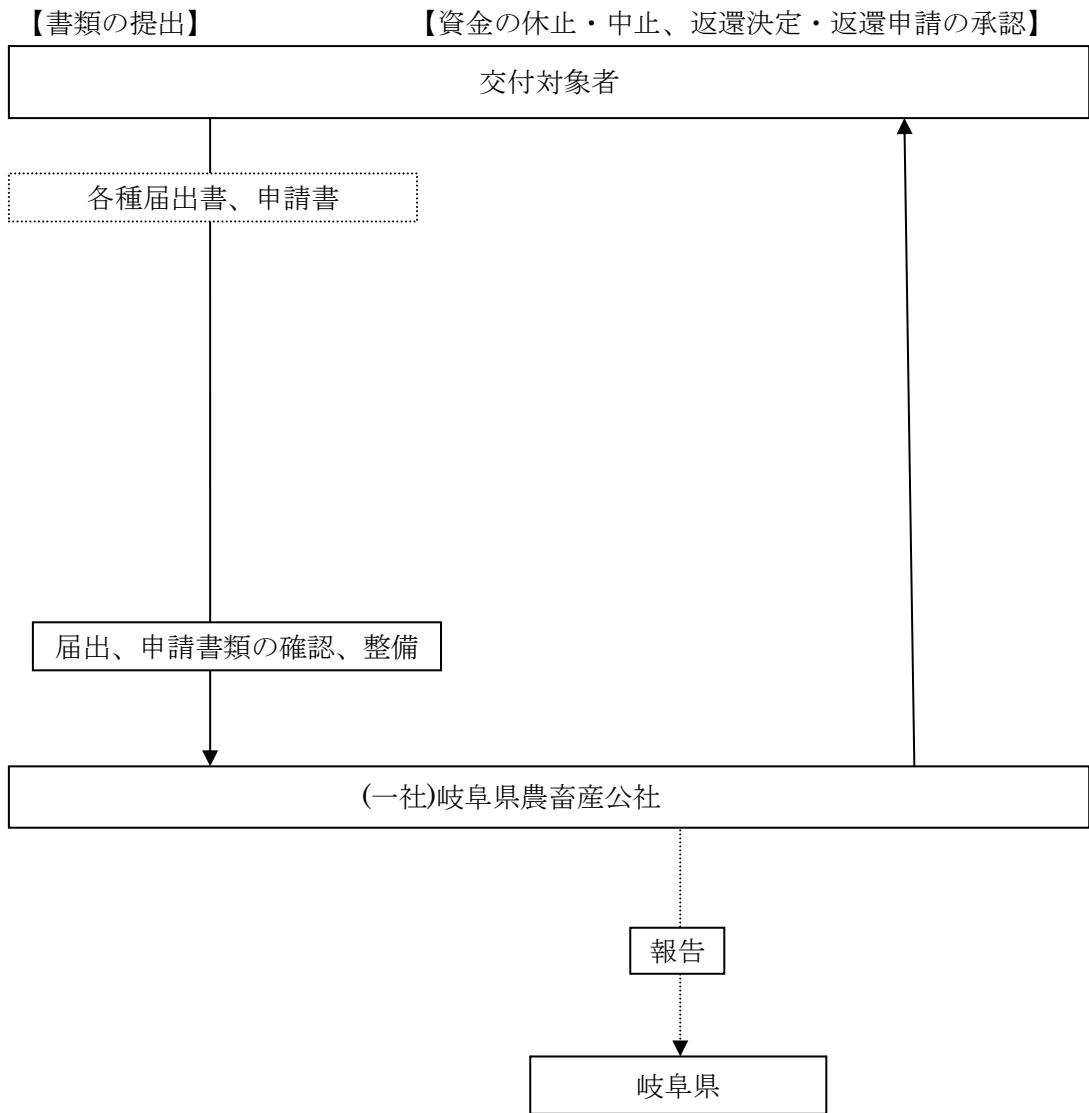 【書類の提出】
【資金の休止・中止、返還決定・返還申請の承認】
交付対象者
各種届出書、申請書
届出、申請書類の確認、整備
(一社)岐阜県農畜産公社
報告
岐阜県